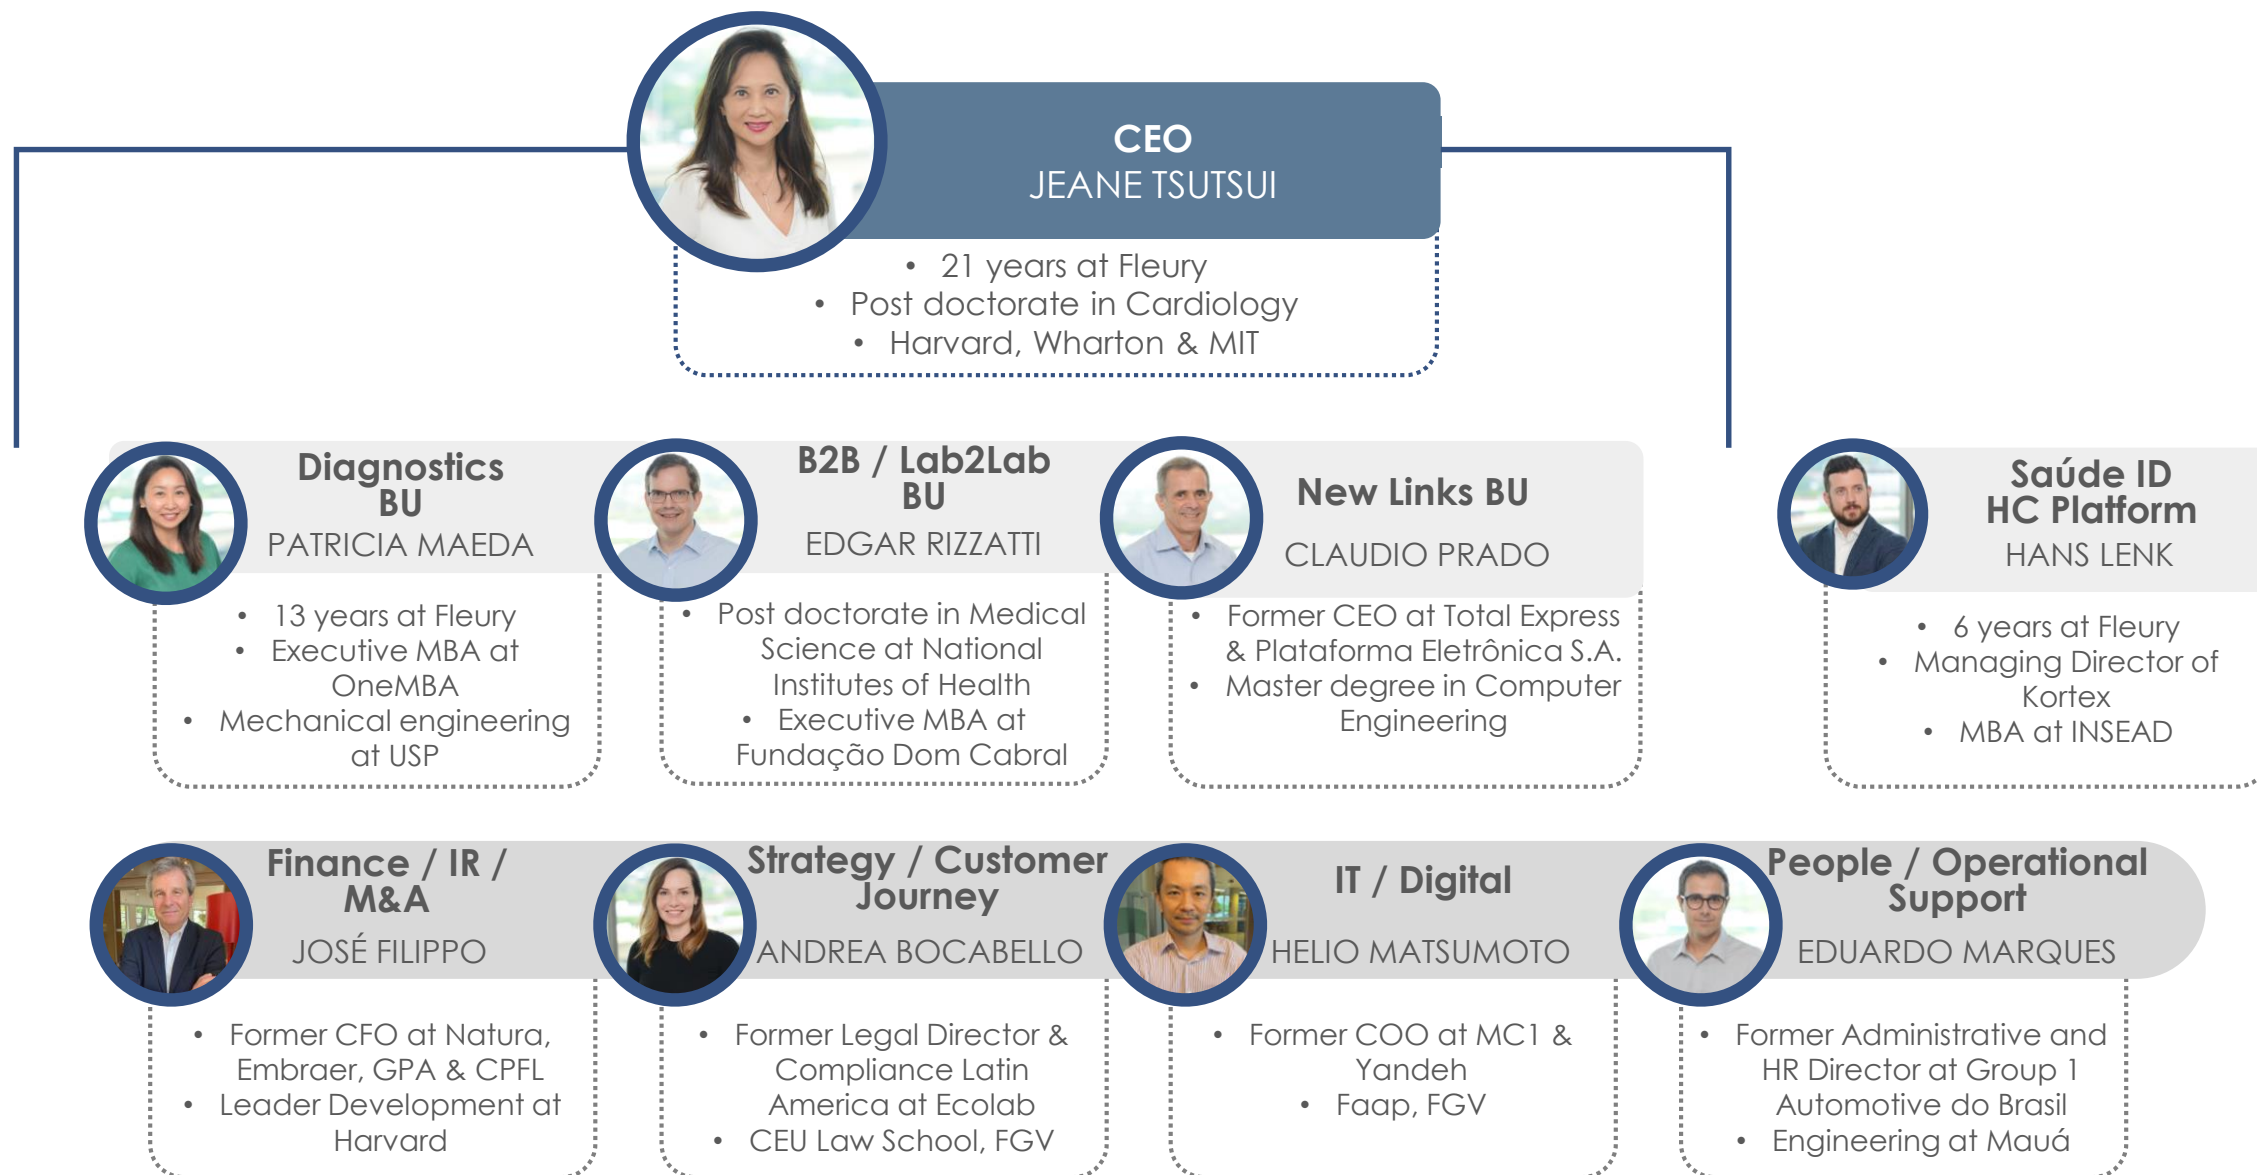 CEO
JEANE TSUTSUI
• 21 years at Fleury
• Post doctorate in Cardiology
• Harvard, Wharton & MIT
Diagnostics
BU
PATRICIA MAEDA
• 13 years at Fleury
• Executive MBA at
OneMBA
• Mechanical engineering
at USP
B2B / Lab2Lab
BU
EDGAR RIZZATTI
• Post doctorate in Medical
Science at National
Institutes of Health
• Executive MBA at
Fundação Dom Cabral
New Links BU
CLAUDIO PRADO
• Former CEO at Total Express
& Plataforma Eletrônica S.A.
• Master degree in Computer
Engineering
Saúde ID
HC Platform
HANS LENK
• 6 years at Fleury
• Managing Director of
Kortex
• MBA at INSEAD
Finance / IR /
M&A
JOSÉ FILIPPO
• Former CFO at Natura,
Embraer, GPA & CPFL
• Leader Development at
Harvard
Strategy / Customer
Journey
ANDREA BOCABELLO
• Former Legal Director &
Compliance Latin
America at Ecolab
• CEU Law School, FGV
IT / Digital
HELIO MATSUMOTO
• Former COO at MC1 &
Yandeh
• Faap, FGV
People / Operational
Support
EDUARDO MARQUES
• Former Administrative and
HR Director at Group 1
Automotive do Brasil
• Engineering at Mauá